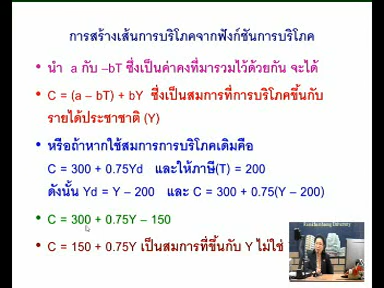 การสร้างเส้นการบริโภคจากฟังก์ชันการบริโภค
• นำ a กับ –bT ซึ่งเป็นค่าคงที่มารวมไว้ด้วยกัน จะได้
• C = (a – bT) + bY ซึ่งเป็นสมการที่การบริโภคขึ้นกับ
รายได้ประชาชาติ (Y)
• หรือถ้าหากใช้สมการการบริโภคเดิมคือ
C = 300 + 0.75Yd และให้ภาษี(T) = 200
ดังนั้น Yd = Y – 200 และ C = 300 + 0.75(Y – 200)
• C = 300 + 0.75Y – 150
• C = 150 + 0.75Y เป็นสมการที่ขึ้นกับ Y ไม่ใช่